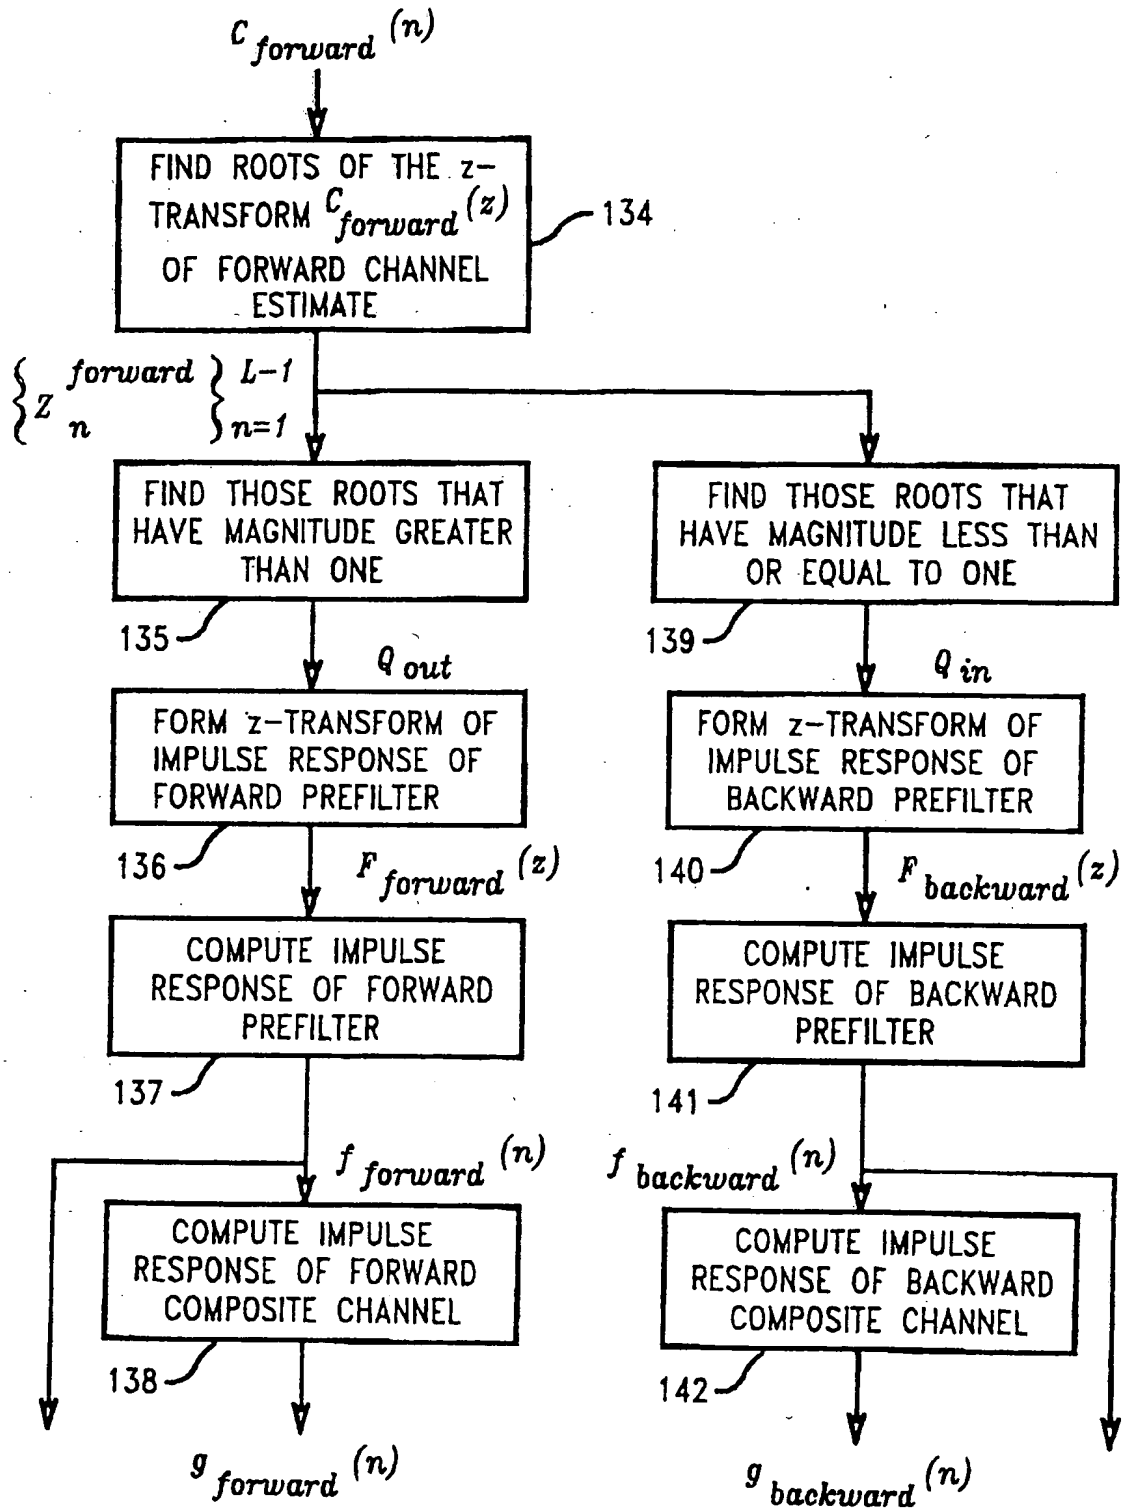 C forward (n)
FIND ROOTS OF THE z-
TRANSFORM C forward (z)
OF FORWARD CHANNEL
ESTIMATE
134
{ Z n forward } n=1 L-1
FIND THOSE ROOTS THAT
HAVE MAGNITUDE GREATER
THAN ONE
135
Q out
FORM z-TRANSFORM OF
IMPULSE RESPONSE OF
FORWARD PREFILTER
136
F forward (z)
COMPUTE IMPULSE
RESPONSE OF FORWARD
PREFILTER
137
f forward (n)
COMPUTE IMPULSE
RESPONSE OF FORWARD
COMPOSITE CHANNEL
138
g forward (n)
FIND THOSE ROOTS THAT
HAVE MAGNITUDE LESS THAN
OR EQUAL TO ONE
139
Q in
FORM z-TRANSFORM OF
IMPULSE RESPONSE OF
BACKWARD PREFILTER
140
F backward (z)
COMPUTE IMPULSE
RESPONSE OF BACKWARD
PREFILTER
141
f backward (n)
COMPUTE IMPULSE
RESPONSE OF BACKWARD
COMPOSITE CHANNEL
142
g backward (n)